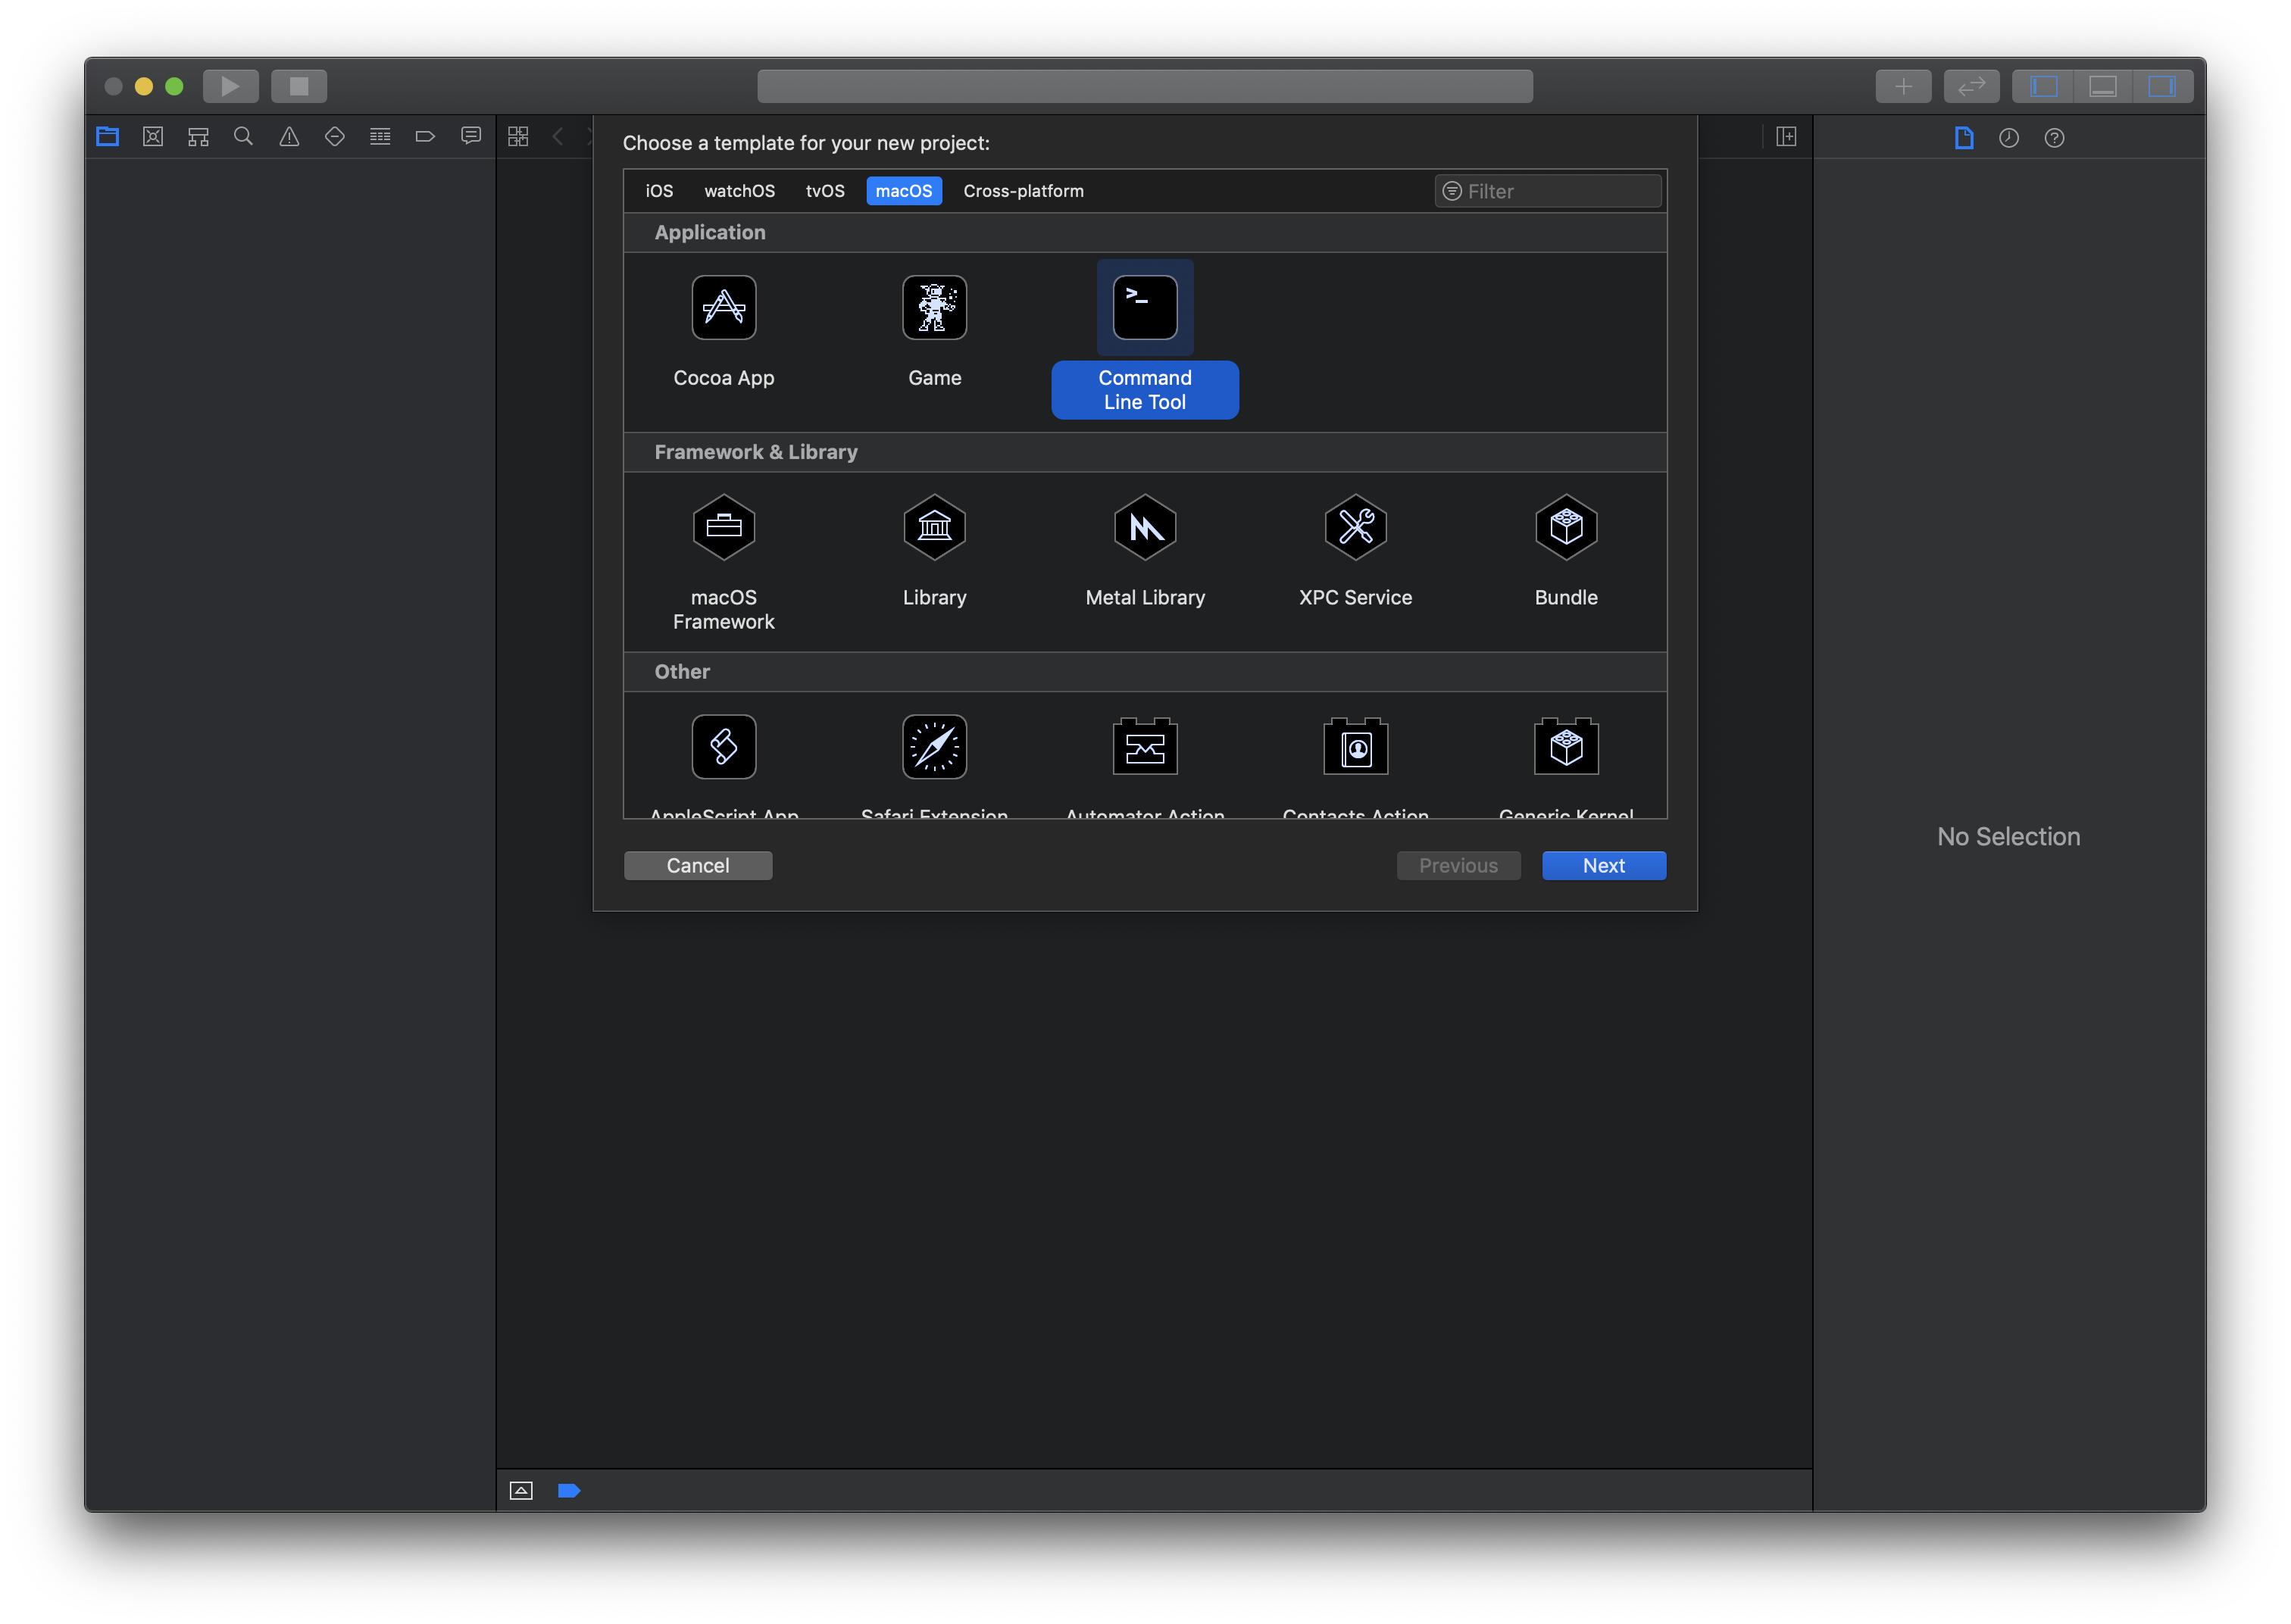 Choose a template for your new project:
iOS watchOS tvOS macOS Cross-platform Filter
Application
Cocoa App Game Command
Line Tool
Framework & Library
macOS Library Metal Library XPC Service Bundle
Framework
Other
AppleScript App Safari Extension Automator Action Contacts Action Generic Kernel
Cancel Previous Next
No Selection